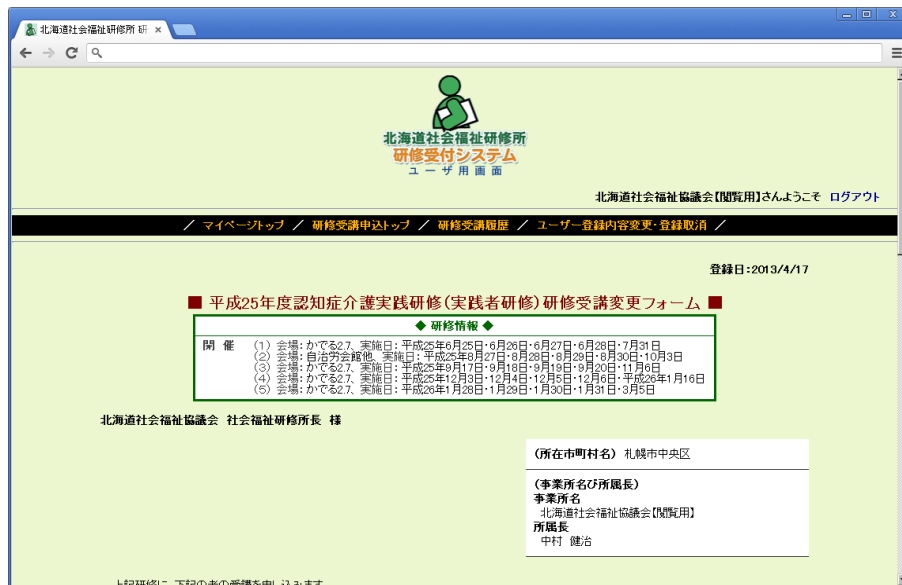 北海道社会福祉研修所 研
北海道社会福祉研修所
研修受付システム
ユーザ用画面
北海道社会福祉協議会【閲覧用】さんようこそ ログアウト
／ マイページトップ ／ 研修受講申込トップ ／ 研修受講履歴 ／ ユーザー登録内容変更・登録取消 ／
登録日:2013/4/17
■ 平成25年度認知症介護実践研修(実践者研修)研修受講変更フォーム ■
◆ 研修情報 ◆
開 催 (1) 会場:かでる2.7、実施日:平成25年6月25日・6月26日・6月27日・6月28日・7月31日
(2) 会場:自治労会館他、実施日:平成25年8月27日・8月28日・8月29日・8月30日・10月3日
(3) 会場:かでる2.7、実施日:平成25年9月17日・9月18日・9月19日・9月20日・11月6日
(4) 会場:かでる2.7、実施日:平成25年12月3日・12月4日・12月5日・12月6日・平成26年1月16日
(5) 会場:かでる2.7、実施日:平成26年1月28日・1月29日・1月30日・1月31日・3月5日
北海道社会福祉協議会 社会福祉研修所長 様
(所在市町村名) 札幌市中央区
(事業所名び所属長)
事業所名
北海道社会福祉協議会【閲覧用】
所属長
中村 健治
上記研修に、下記の者の受講を申し込みます